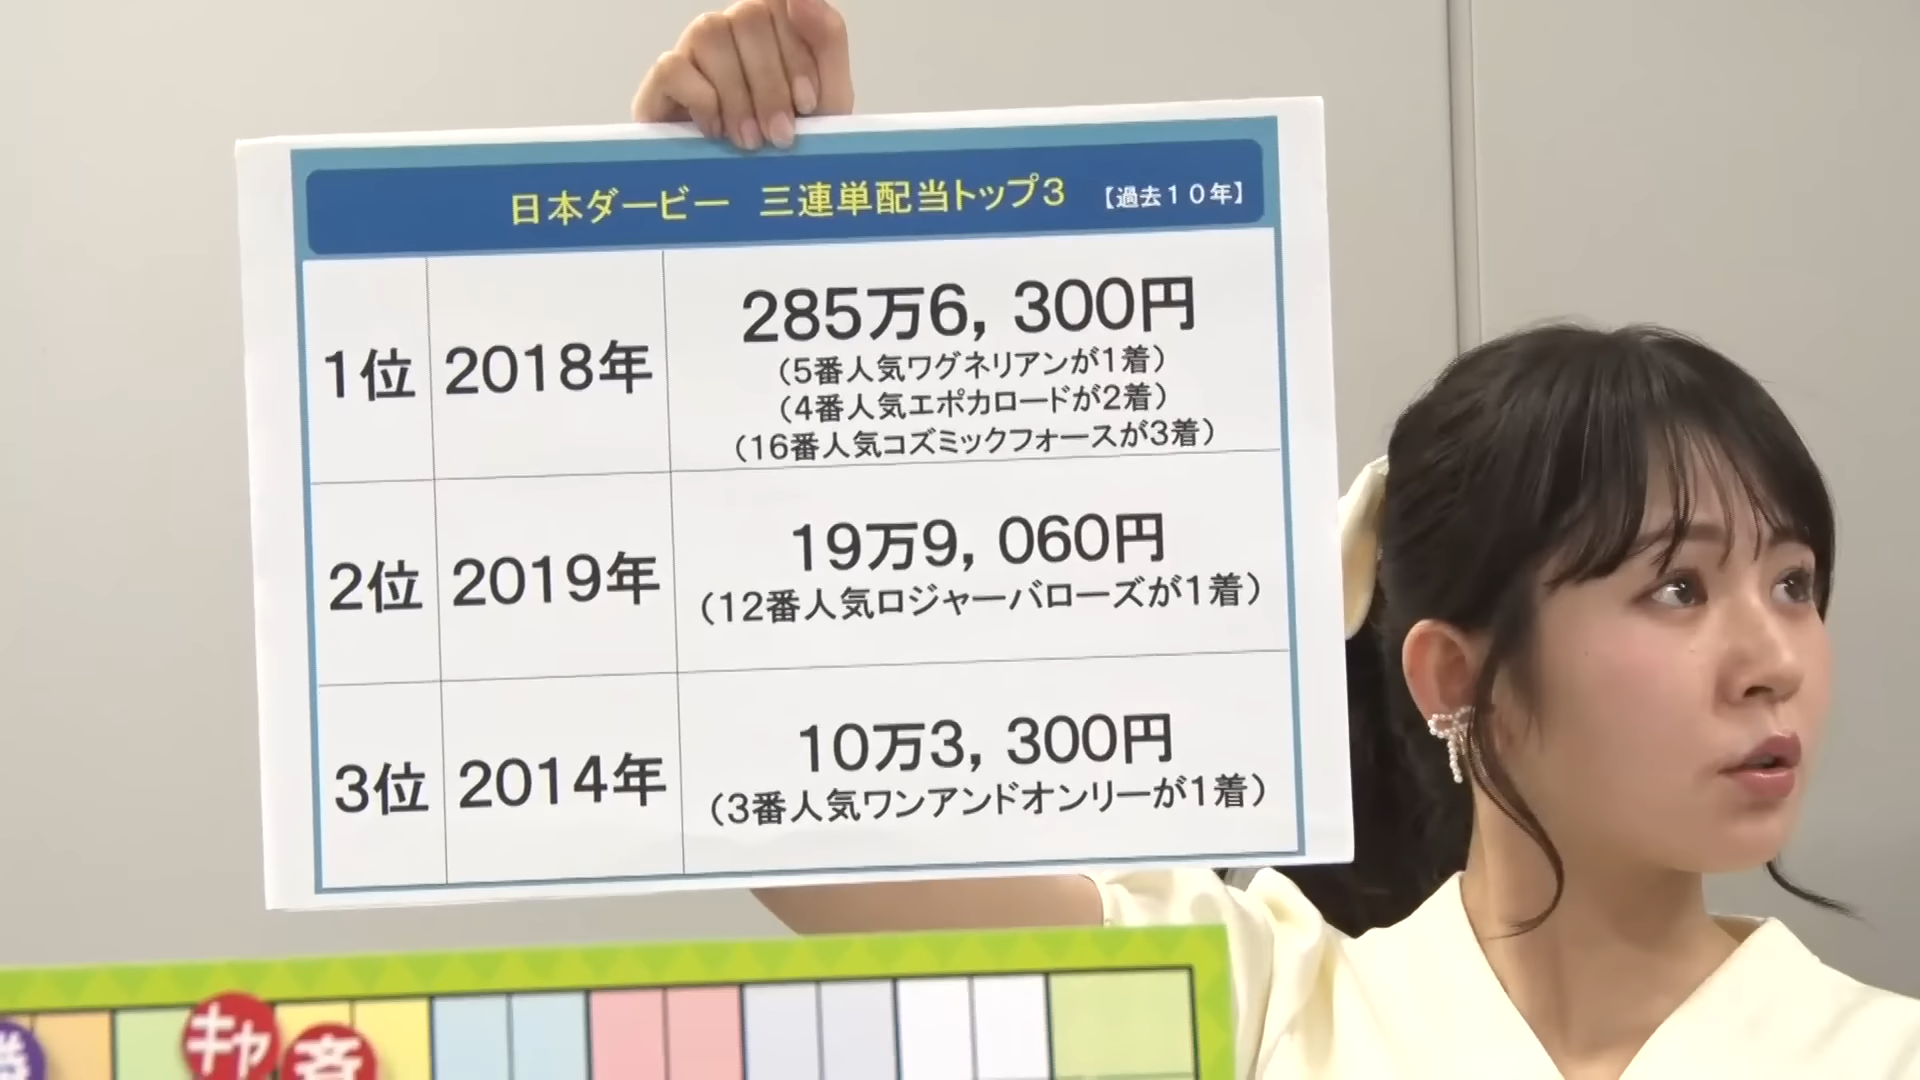 日本ダービー 三連単配当トップ3 【過去10年】
1位 2018年 285万6,300円
(5番人気ワグネリアンが1着)
(4番人気エポカロードが2着)
(16番人気コズミックフォースが3着)
2位 2019年 19万9,060円
(12番人気ロジャーバローズが1着)
3位 2014年 10万3,300円
(3番人気ワンアンドオンリーが1着)
キャ
斉